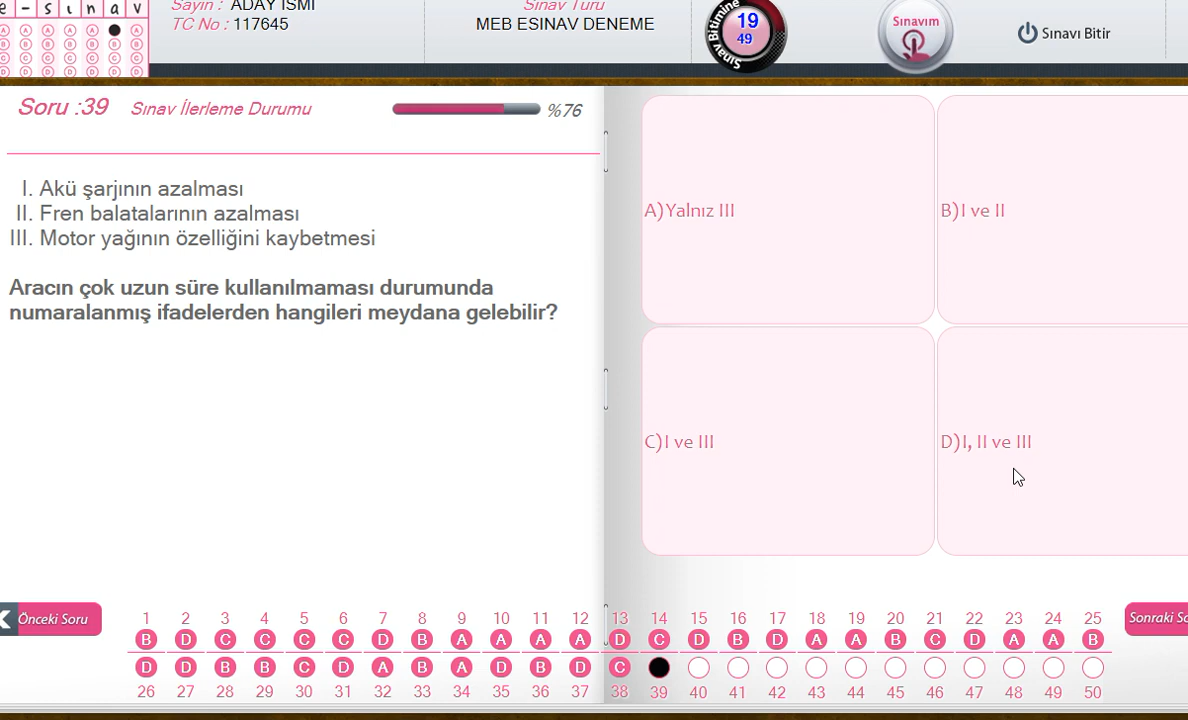 e - s ı n a v
Sayın : ADAY İSMİ
TC No : 117645
Sınav Türü
MEB ESINAV DENEME
Sınav Bitimine
19
49
Sınavım
Sınavı Bitir
Soru :39 Sınav İlerleme Durumu %76
I. Akü şarjının azalması
II. Fren balatalarının azalması
III. Motor yağının özelliğini kaybetmesi
Aracın çok uzun süre kullanılmaması durumunda
numaralanmış ifadelerden hangileri meydana gelebilir?
A)Yalnız III
B)I ve II
C)I ve III
D)I, II ve III
Önceki Soru
1 2 3 4 5 6 7 8 9 10 11 12 13 14 15 16 17 18 19 20 21 22 23 24 25
B D C C C C D B A A A A D C D B D A A B C D A A B
D D B B C D A B A D B D C
26 27 28 29 30 31 32 33 34 35 36 37 38 39 40 41 42 43 44 45 46 47 48 49 50
Sonraki So